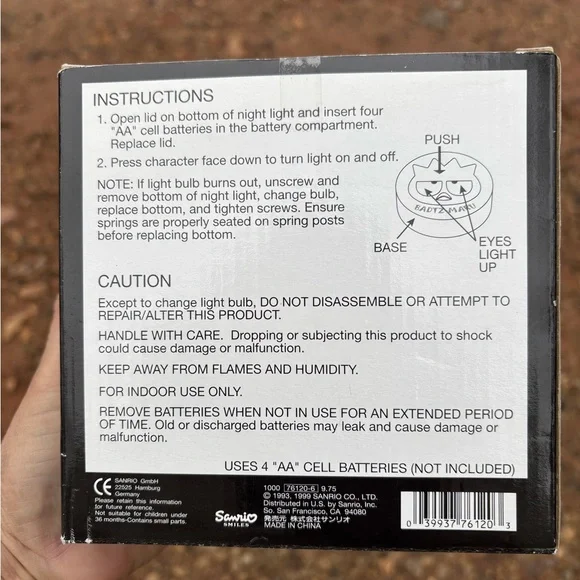 INSTRUCTIONS
1. Open lid on bottom of night light and insert four
"AA" cell batteries in the battery compartment.
Replace lid.
2. Press character face down to turn light on and off.
NOTE: If light bulb burns out, unscrew and
remove bottom of night light, change bulb,
replace bottom, and tighten screws. Ensure
springs are properly seated on spring posts
before replacing bottom.
PUSH
BADTZ-MARU
BASE
EYES
LIGHT
UP
CAUTION
Except to change light bulb, DO NOT DISASSEMBLE OR ATTEMPT TO
REPAIR/ALTER THIS PRODUCT.
HANDLE WITH CARE. Dropping or subjecting this product to shock
could cause damage or malfunction.
KEEP AWAY FROM FLAMES AND HUMIDITY.
FOR INDOOR USE ONLY.
REMOVE BATTERIES WHEN NOT IN USE FOR AN EXTENDED PERIOD
OF TIME. Old or discharged batteries may leak and cause damage or
malfunction.
USES 4 "AA" CELL BATTERIES (NOT INCLUDED)
CE SANRIO GmbH
22525 Hamburg
Germany
Please retain this information
for future reference.
Not suitable for children under
36 months-Contains small parts.
Sanrio
SMILES
1000 76120-6 9.75
© 1993, 1999 SANRIO CO., LTD.
Distributed in U.S. by Sanrio, Inc.
So. San Francisco, CA 94080
発売元 株式会社サンリオ
MADE IN CHINA
0 39937 76120 3